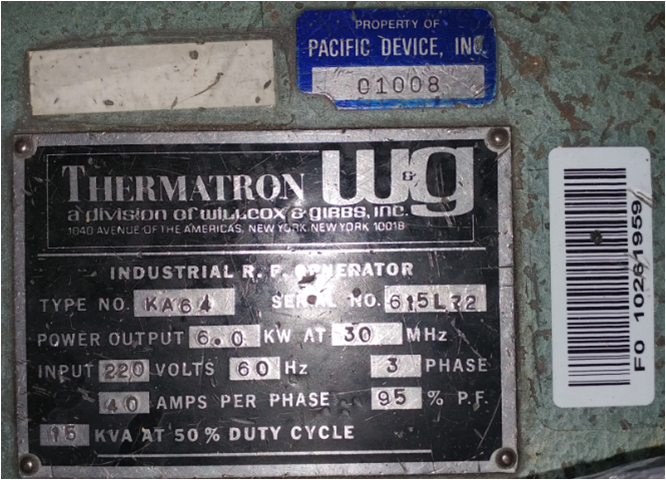 PROPERTY OF
PACIFIC DEVICE, INC.
01008
THERMATRON W&G
a division of WILLCOX & GIBBS, INC.
1040 AVENUE OF THE AMERICAS, NEW YORK, NEW YORK 10018
INDUSTRIAL R. F. GENERATOR
TYPE NO. KA64 SERIAL NO. 615L72
POWER OUTPUT 6.0 KW AT 30 MHz
INPUT 220 VOLTS 60 Hz 3 PHASE
40 AMPS PER PHASE 95 % P.F.
15 KVA AT 50% DUTY CYCLE
FO 10261959